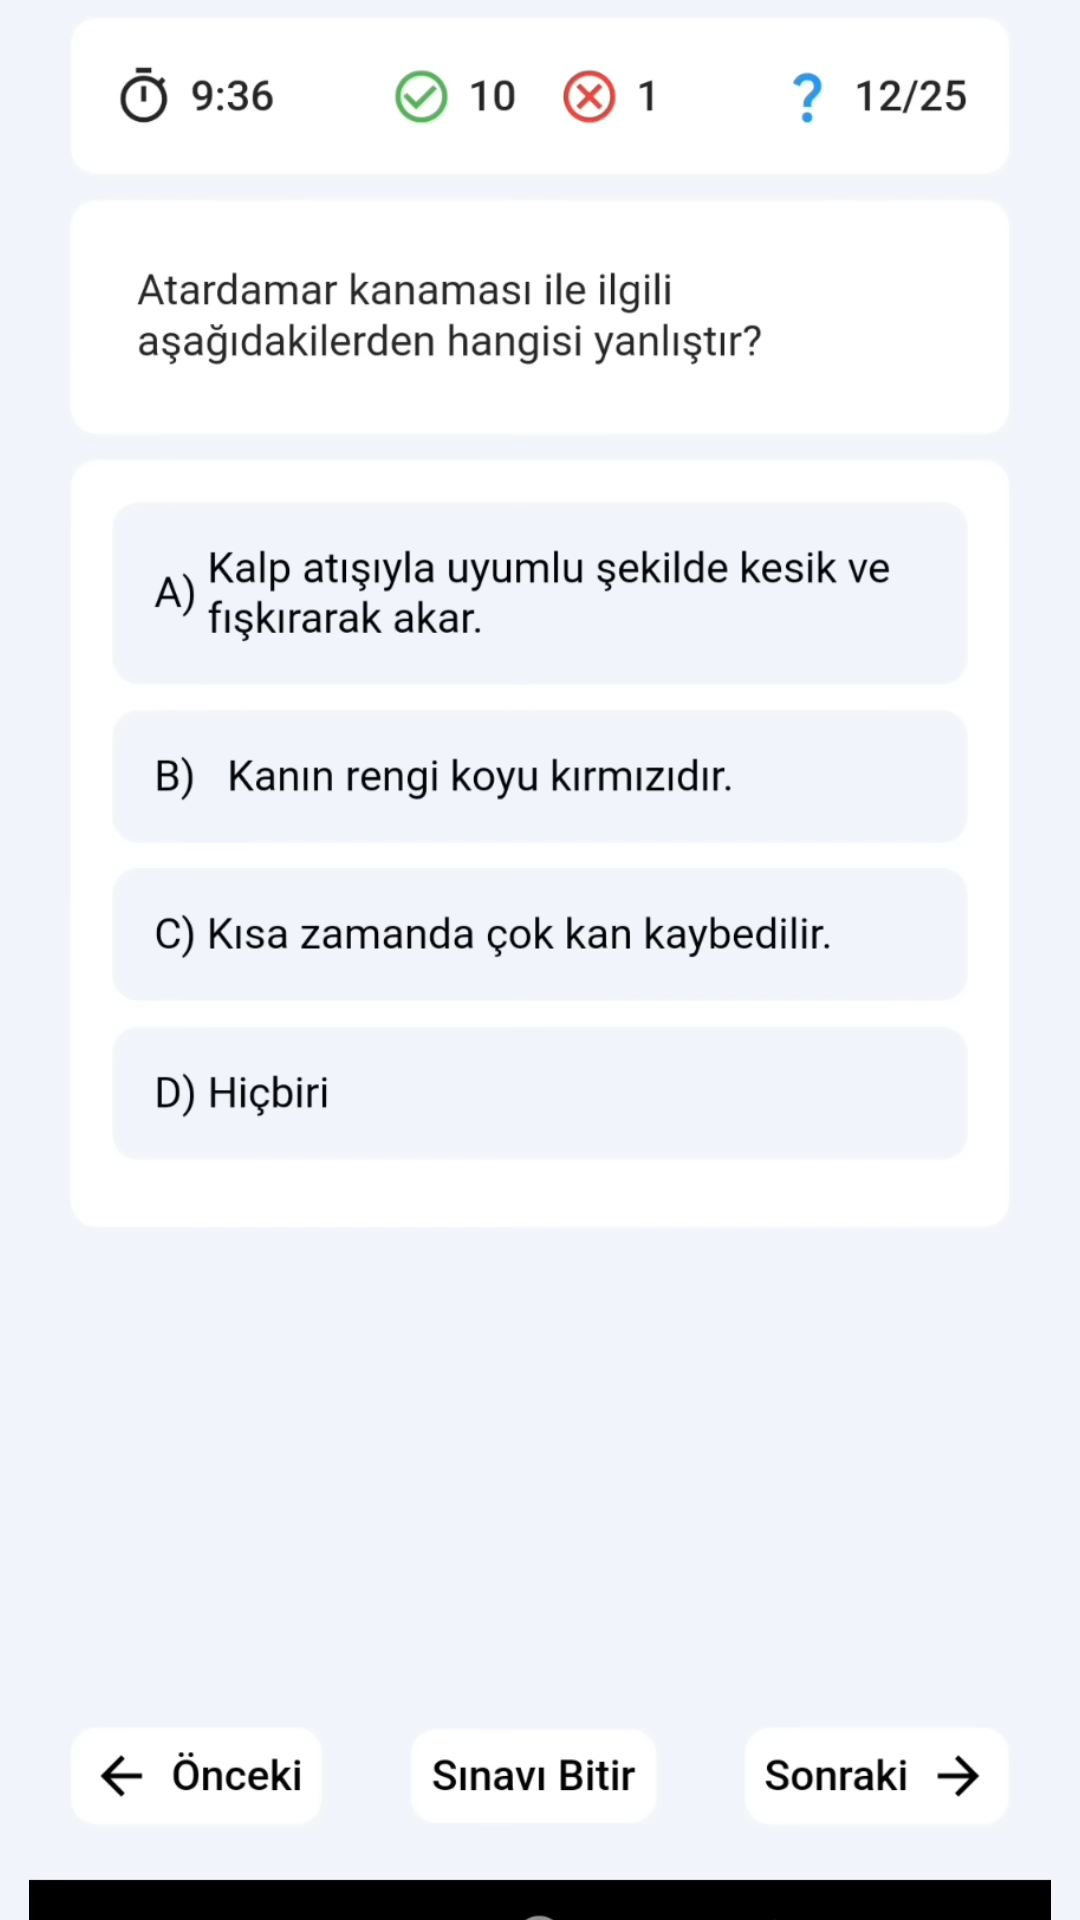 9:36 10 1 ? 12/25
Atardamar kanaması ile ilgili
aşağıdakilerden hangisi yanlıştır?
A) Kalp atışıyla uyumlu şekilde kesik ve
fışkırarak akar.
B) Kanın rengi koyu kırmızıdır.
C) Kısa zamanda çok kan kaybedilir.
D) Hiçbiri
← Önceki Sınavı Bitir Sonraki →